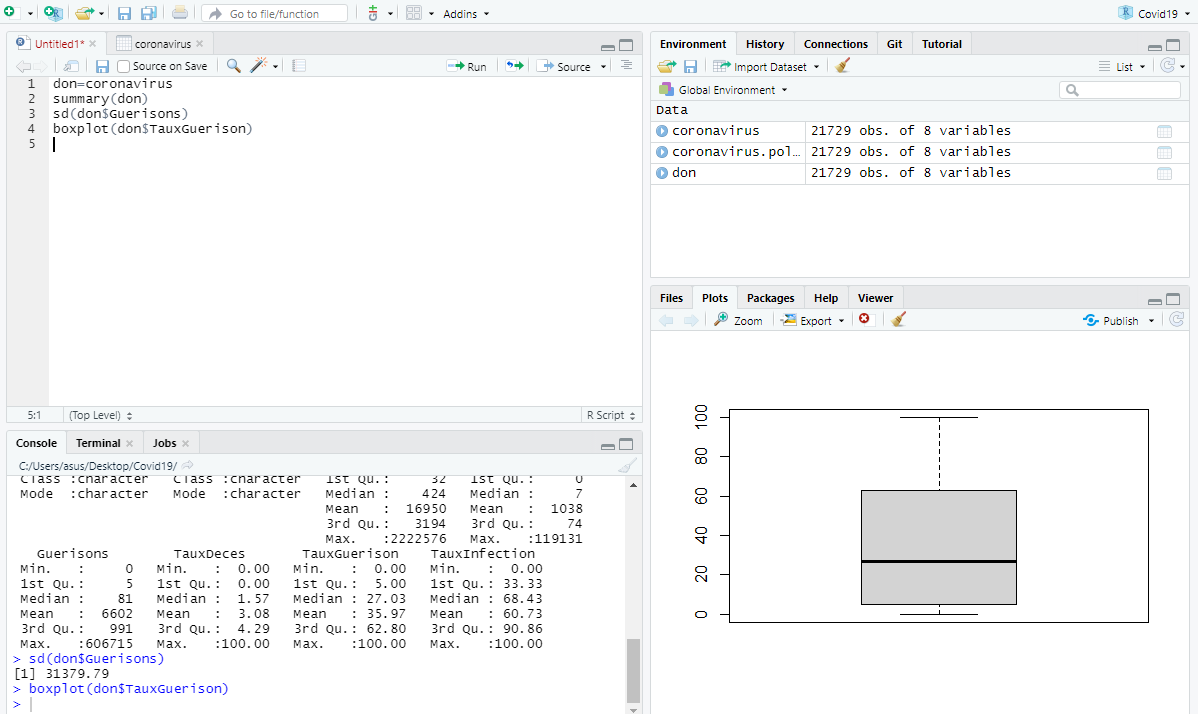 Go to file/function
Addins
Covid19
Untitled1*
coronavirus
Source on Save
Run
Source
1 don=coronavirus
2 summary(don)
3 sd(don$Guerisons)
4 boxplot(don$TauxGuerison)
5
5:1 (Top Level) R Script
Console Terminal Jobs
C:/Users/asus/Desktop/Covid19/
Class :character Class :character 1st Qu.: 32 1st Qu.: 0
Mode :character Mode :character Median : 424 Median : 7
Mean : 16950 Mean : 1038
3rd Qu.: 3194 3rd Qu.: 74
Max. :2222576 Max. :119131
Guerisons TauxDeces TauxGuerison TauxInfection
Min. : 0 Min. : 0.00 Min. : 0.00 Min. : 0.00
1st Qu.: 5 1st Qu.: 0.00 1st Qu.: 5.00 1st Qu.: 33.33
Median : 81 Median : 1.57 Median : 27.03 Median : 68.43
Mean : 6602 Mean : 3.08 Mean : 35.97 Mean : 60.73
3rd Qu.: 991 3rd Qu.: 4.29 3rd Qu.: 62.80 3rd Qu.: 90.86
Max. :606715 Max. :100.00 Max. :100.00 Max. :100.00
> sd(don$Guerisons)
[1] 31379.79
> boxplot(don$TauxGuerison)
>
Environment History Connections Git Tutorial
Import Dataset List
Global Environment
Data
coronavirus 21729 obs. of 8 variables
coronavirus.pol… 21729 obs. of 8 variables
don 21729 obs. of 8 variables
Files Plots Packages Help Viewer
Zoom Export Publish
100
80
60
40
20
0